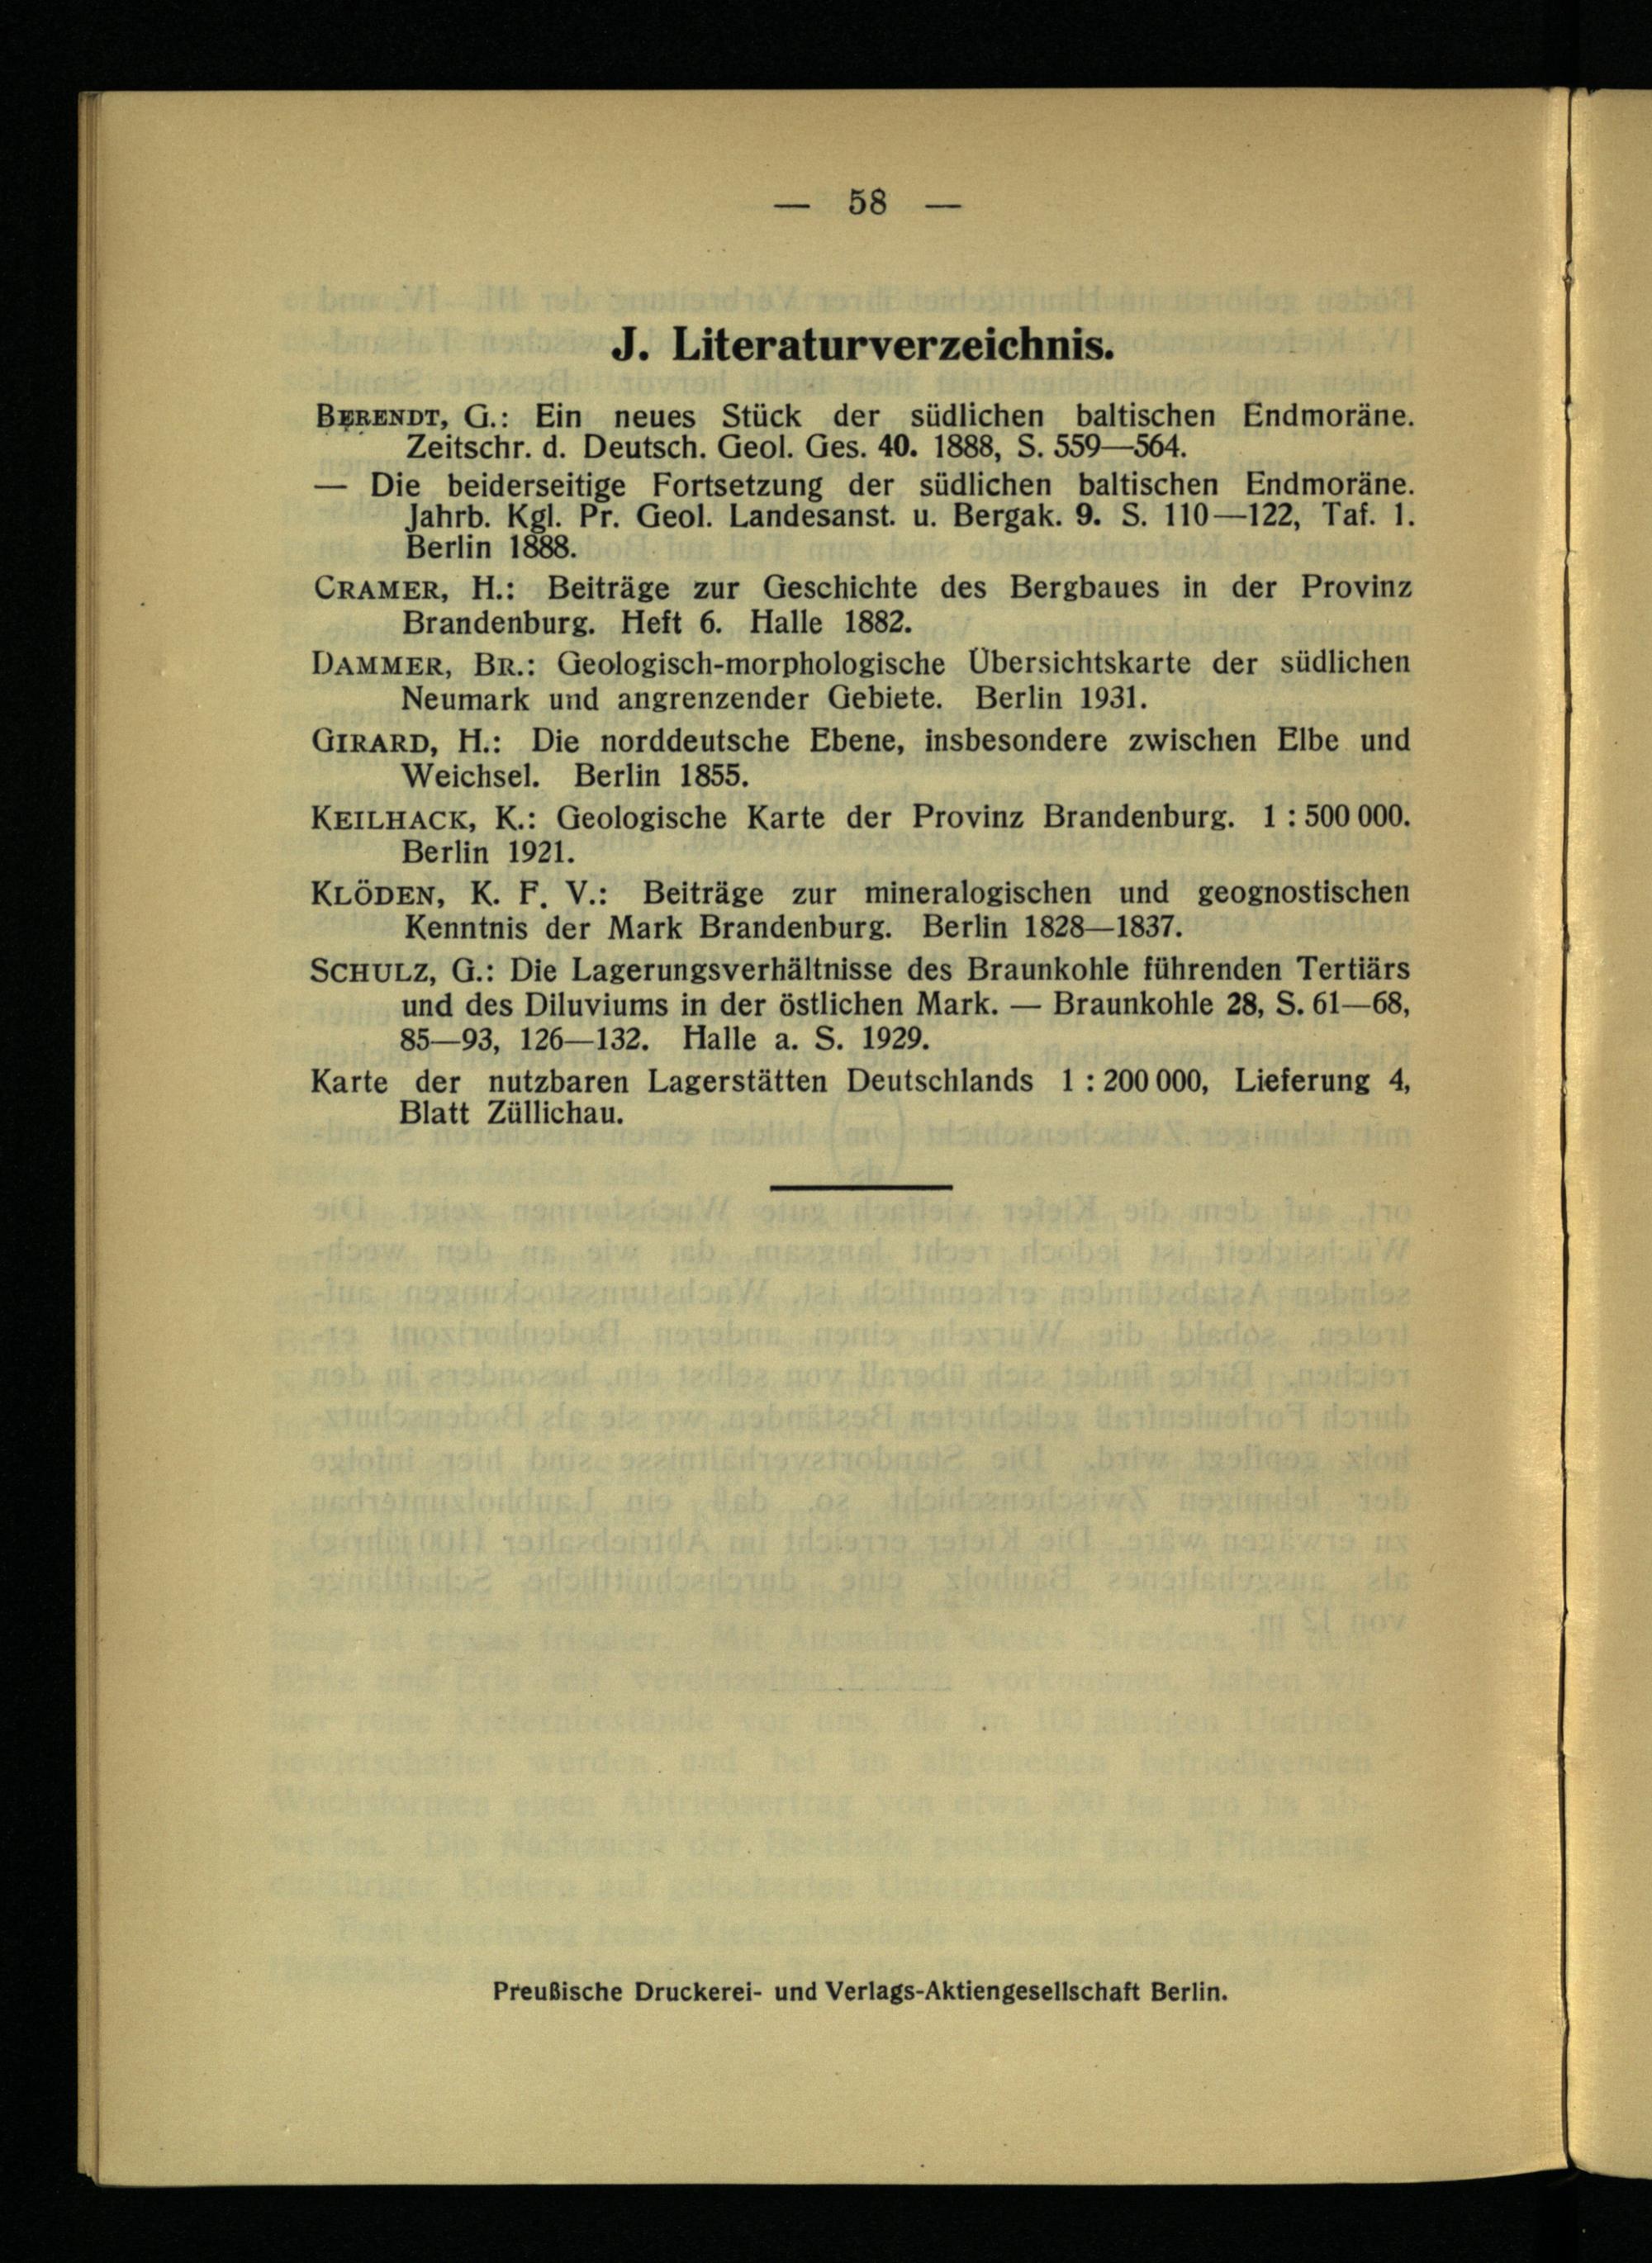 — 58 —
J. Literaturverzeichnis.
BERENDT, G.: Ein neues Stück der südlichen baltischen Endmoräne.
Zeitschr. d. Deutsch. Geol. Ges. 40. 1888, S. 559—564.
— Die beiderseitige Fortsetzung der südlichen baltischen Endmoräne.
Jahrb. Kgl. Pr. Geol. Landesanst. u. Bergak. 9. S. 110—122, Taf. 1.
Berlin 1888.
CRAMER, H.: Beiträge zur Geschichte des Bergbaues in der Provinz
Brandenburg. Heft 6. Halle 1882.
DAMMER, BR.: Geologisch-morphologische Übersichtskarte der südlichen
Neumark und angrenzender Gebiete. Berlin 1931.
GIRARD, H.: Die norddeutsche Ebene, insbesondere zwischen Elbe und
Weichsel. Berlin 1855.
KEILHACK, K.: Geologische Karte der Provinz Brandenburg. 1 : 500 000.
Berlin 1921.
KLÖDEN, K. F. V.: Beiträge zur mineralogischen und geognostischen
Kenntnis der Mark Brandenburg. Berlin 1828—1837.
SCHULZ, G.: Die Lagerungsverhältnisse des Braunkohle führenden Tertiärs
und des Diluviums in der östlichen Mark. — Braunkohle 28, S. 61—68,
85—93, 126—132. Halle a. S. 1929.
Karte der nutzbaren Lagerstätten Deutschlands 1 : 200 000, Lieferung 4,
Blatt Züllichau.
Preußische Druckerei- und Verlags-Aktiengesellschaft Berlin.